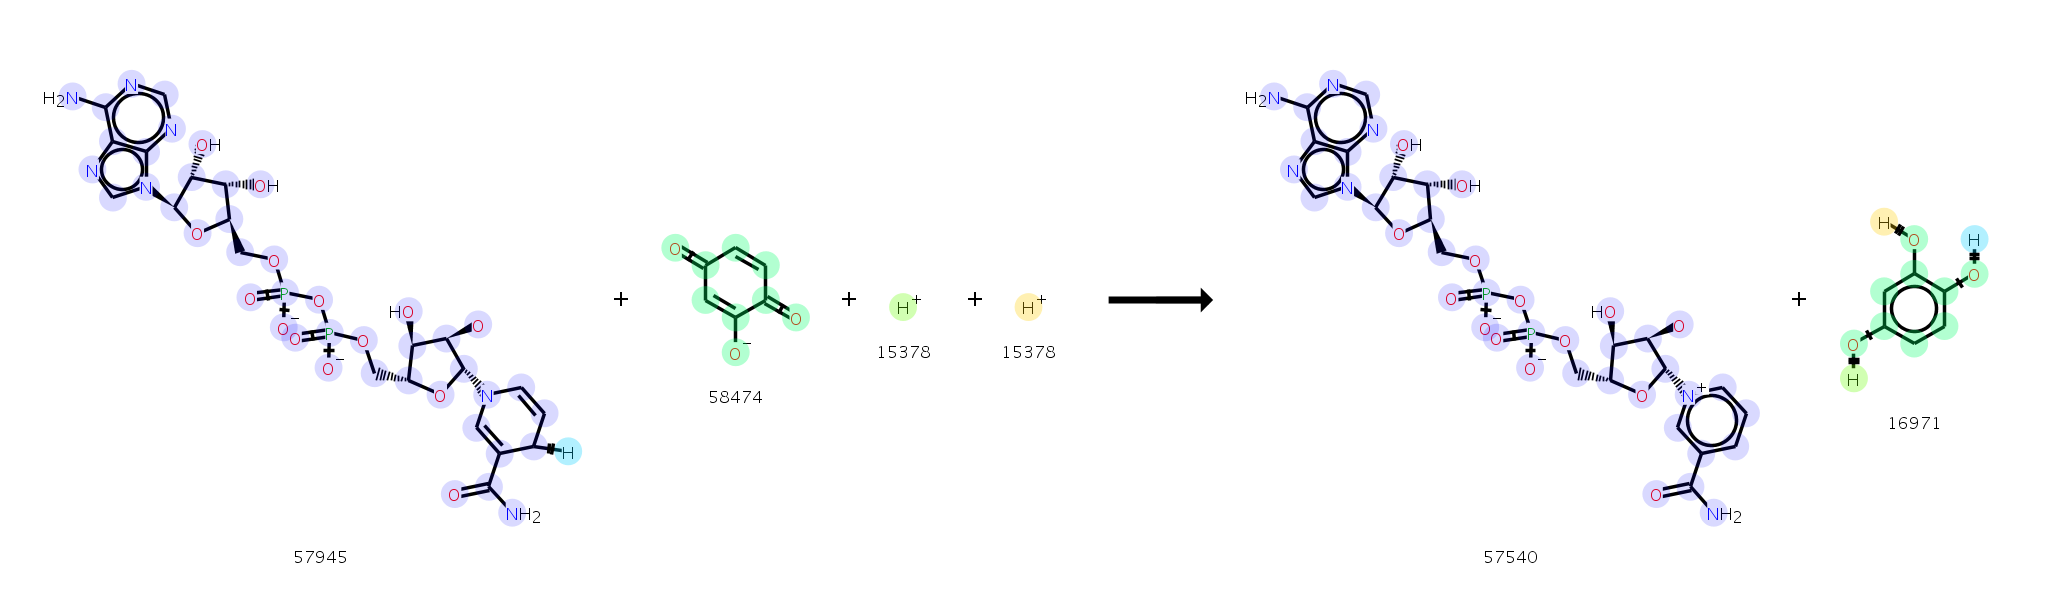 H₂N N N N N OH OH O O O P O⁻ O O P O⁻ O HO O O N H O NH₂
57945
+
O O O⁻
58474
+
H⁺
15378
+
H⁺
15378
H₂N N N N N OH OH O O O P O⁻ O O P O⁻ O HO O O N⁺ O NH₂
57540
+
H O H O O H
16971